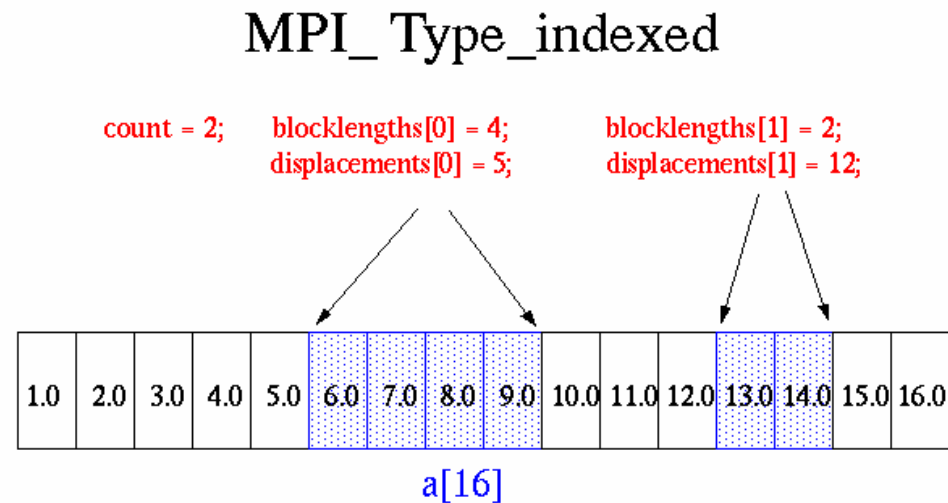 MPI_ Type_indexed
count = 2; blocklengths[0] = 4; blocklengths[1] = 2;
displacements[0] = 5; displacements[1] = 12;
1.0 2.0 3.0 4.0 5.0 6.0 7.0 8.0 9.0 10.0 11.0 12.0 13.0 14.0 15.0 16.0
a[16]